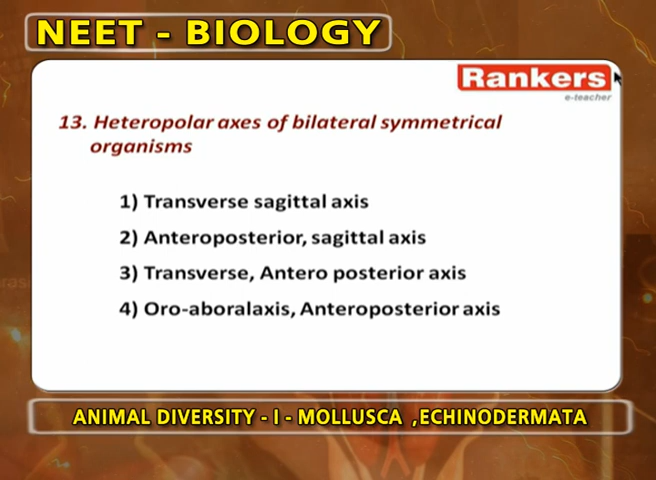 NEET - BIOLOGY
Rankers
e-teacher
13. Heteropolar axes of bilateral symmetrical
organisms
1) Transverse sagittal axis
2) Anteroposterior, sagittal axis
3) Transverse, Antero posterior axis
4) Oro-aboralaxis, Anteroposterior axis
ANIMAL DIVERSITY - I - MOLLUSCA ,ECHINODERMATA